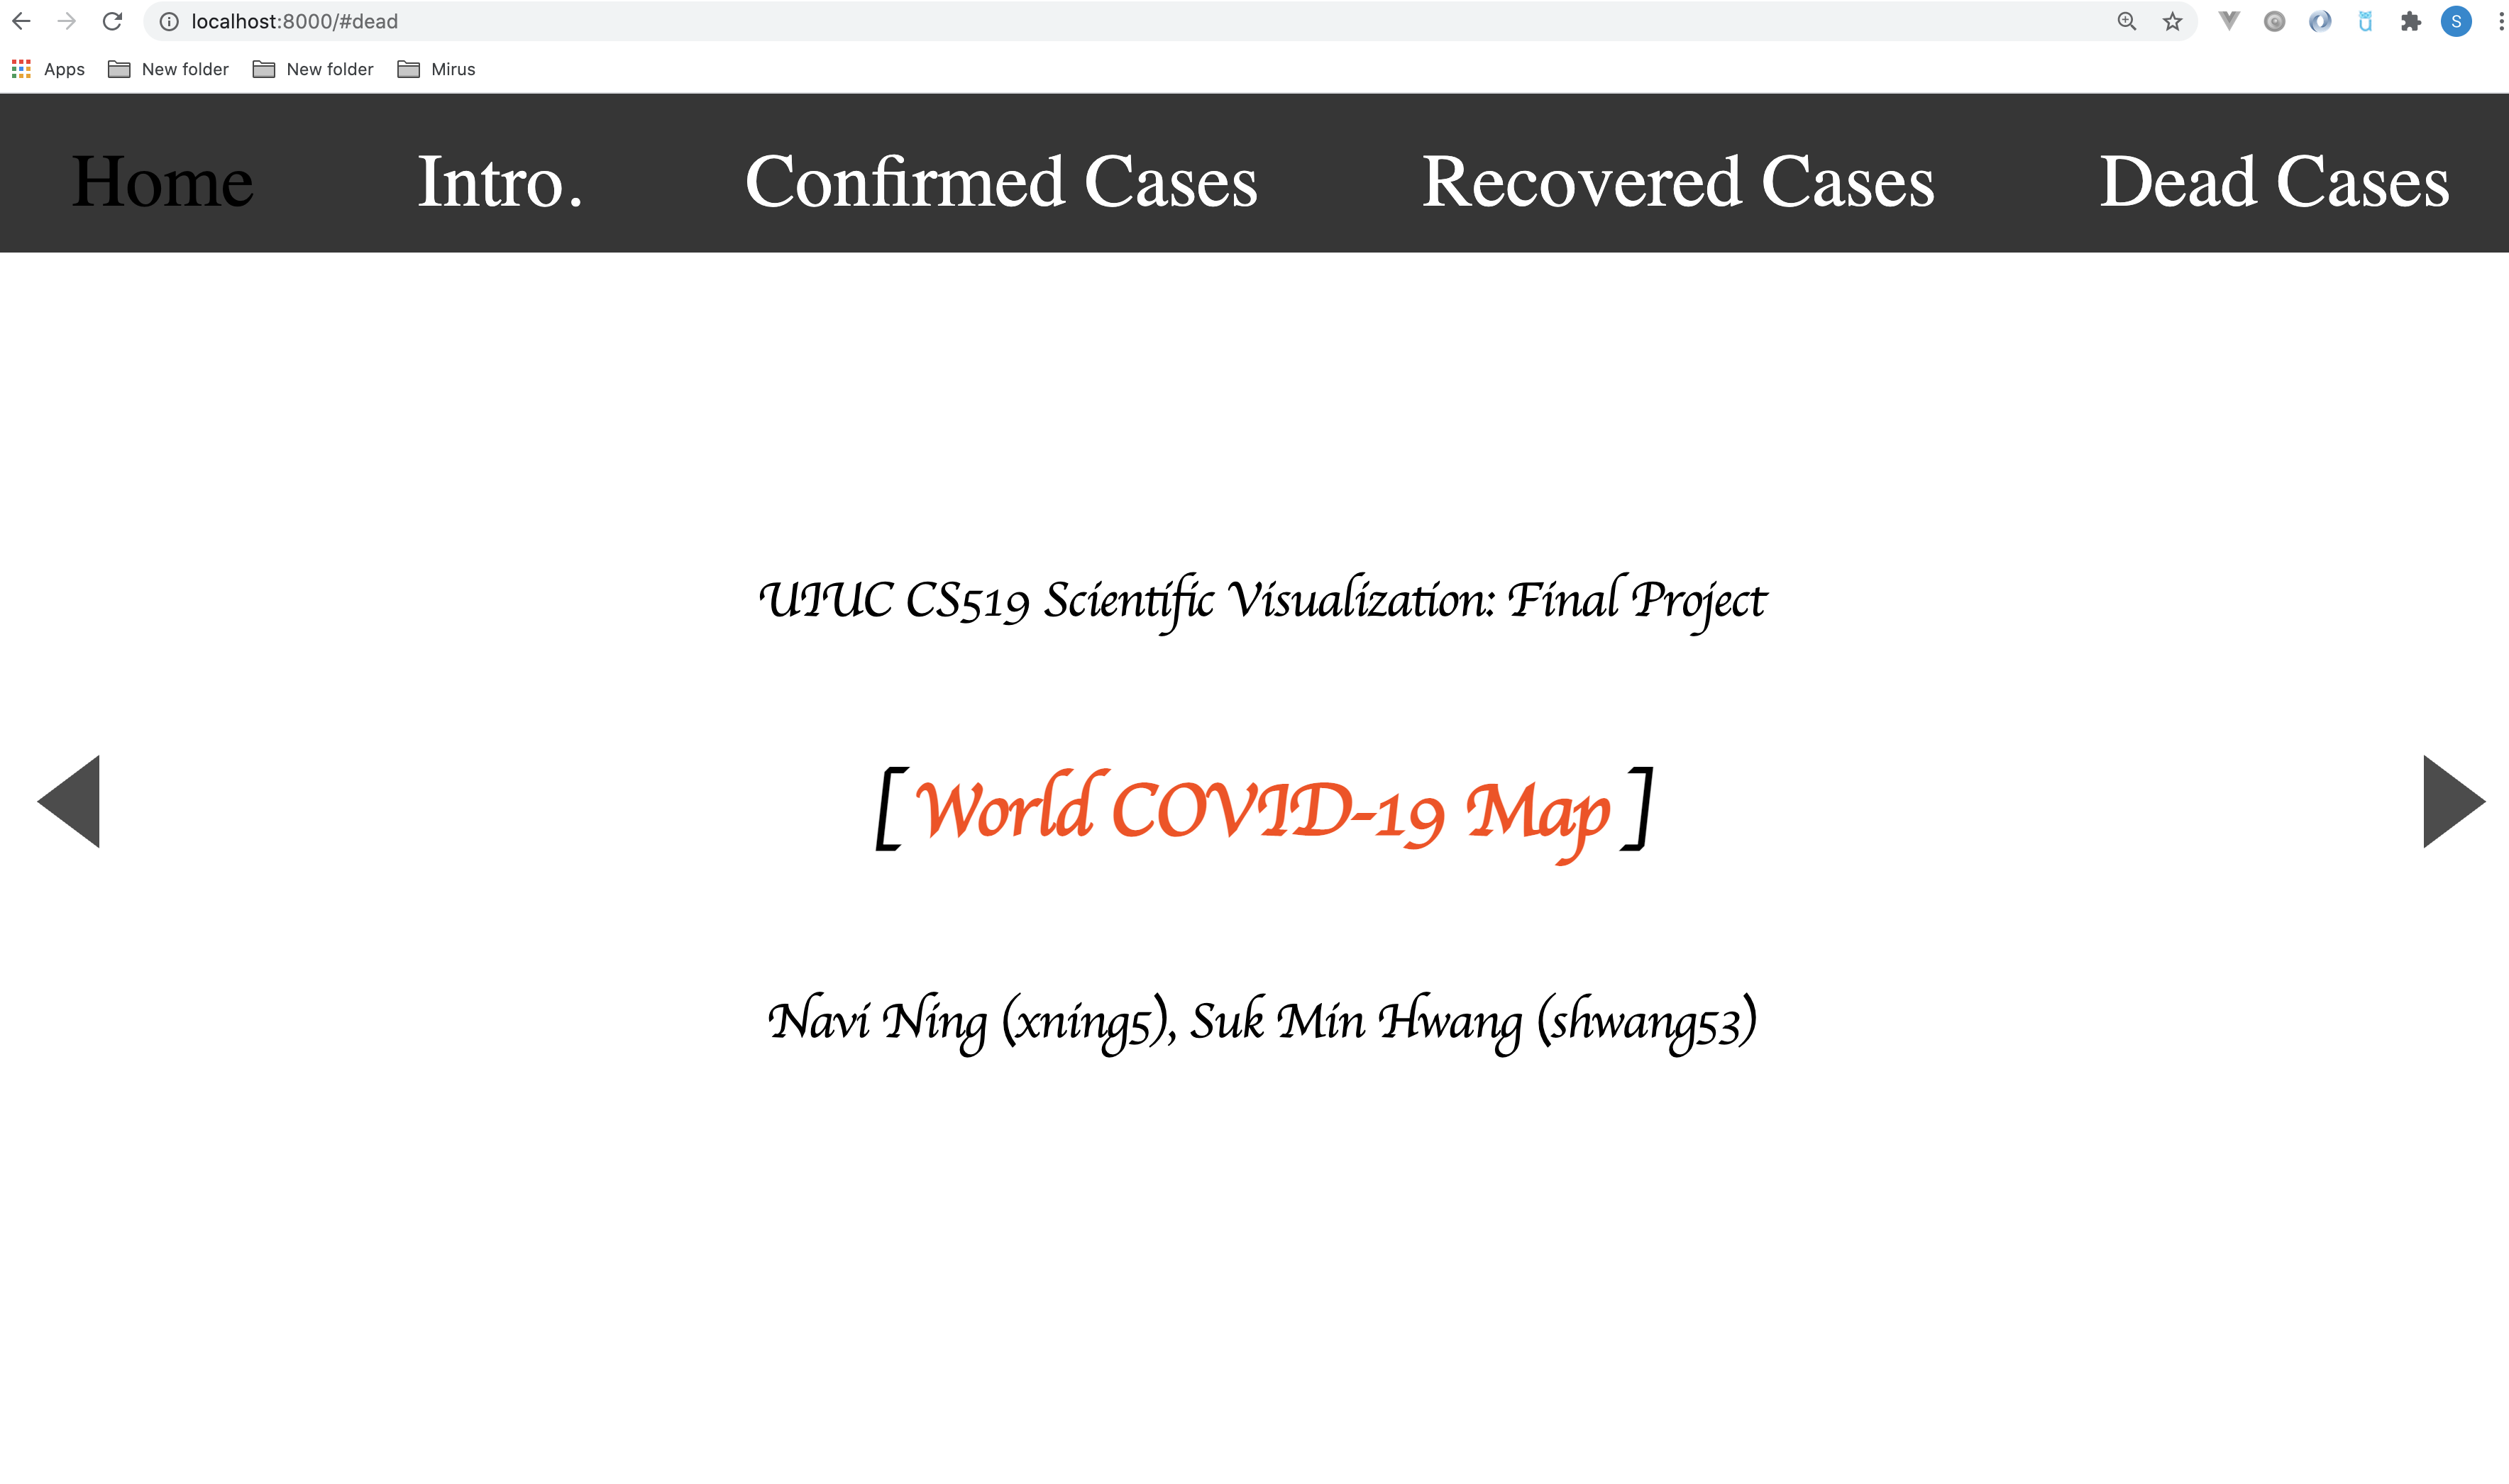 localhost:8000/#dead
S
Apps New folder New folder Mirus
Home Intro. Confirmed Cases Recovered Cases Dead Cases
UIUC CS519 Scientific Visualization: Final Project
[World COVID-19 Map]
Navi Ning (xning5), Suk Min Hwang (shwang53)